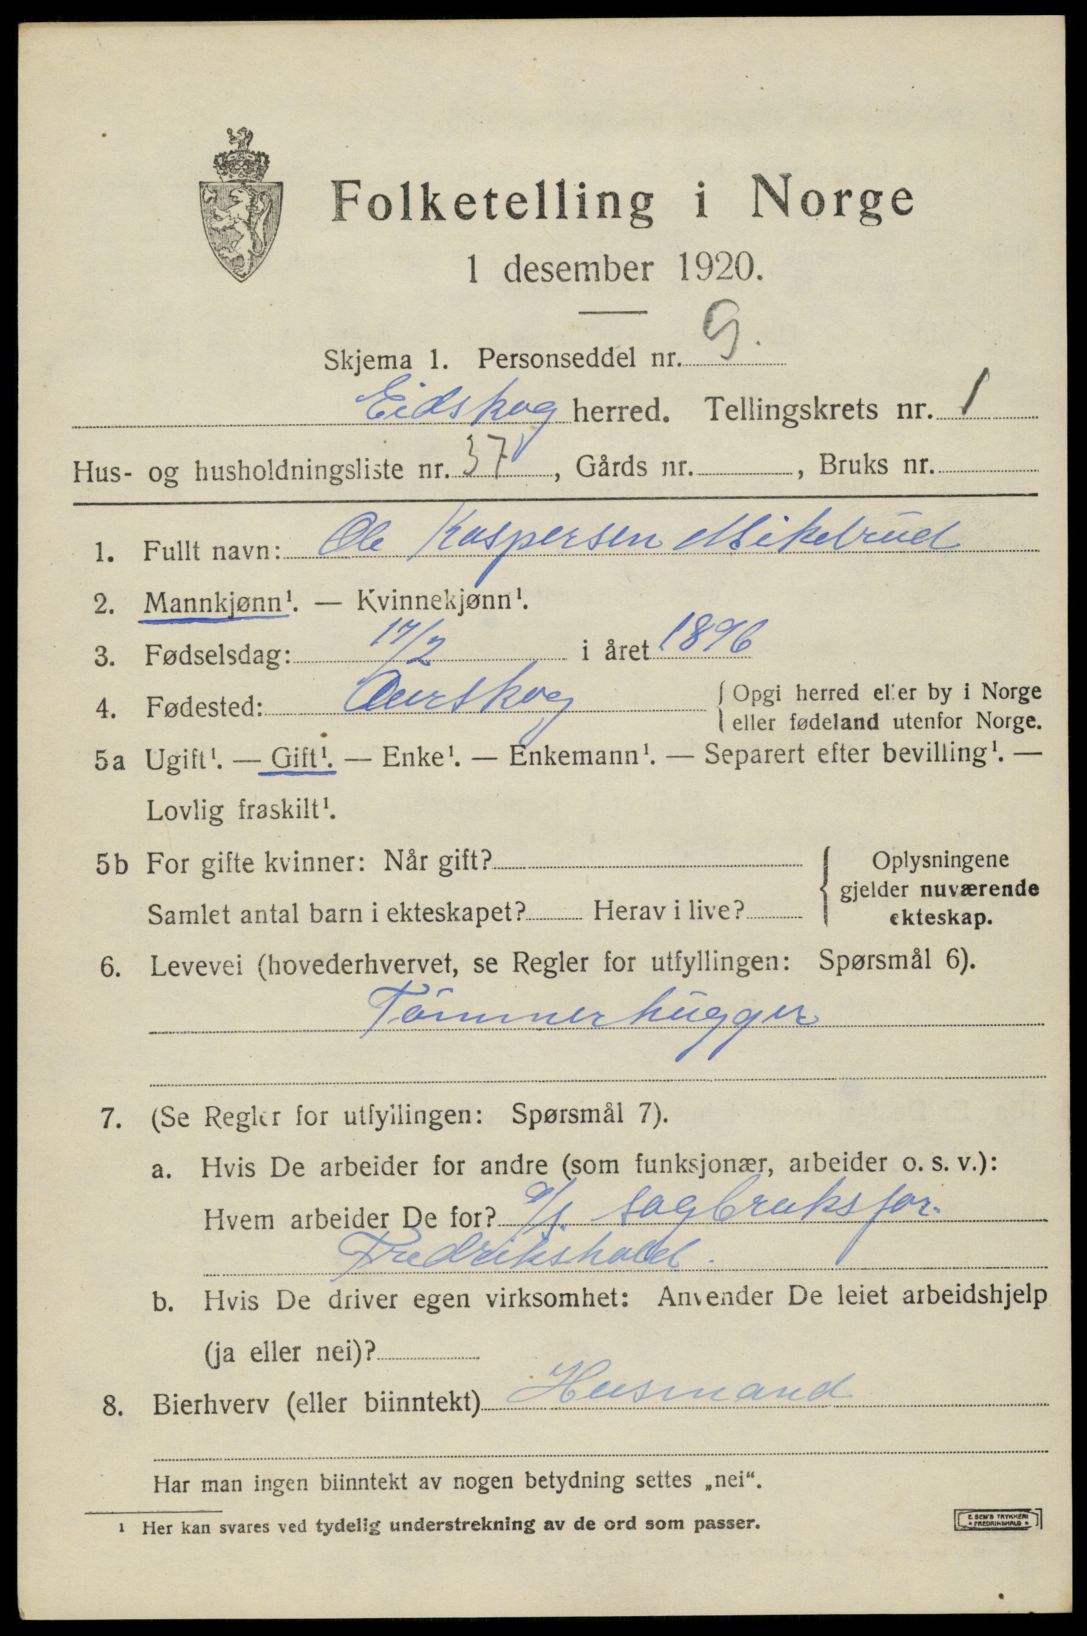 Folketelling i Norge
1 desember 1920.
Skjema 1. Personseddel nr. 9.
Eidskog herred. Tellingskrets nr. 1
Hus- og husholdningsliste nr. 37, Gårds nr. , Bruks nr.
1. Fullt navn: Ole Kaspersen Mikelrud
2. Mannkjønn¹. — Kvinnekjønn¹.
3. Fødselsdag: 17/2 i året 1896
4. Fødested: Aurskog { Opgi herred eller by i Norge
eller fødeland utenfor Norge.
5a Ugift¹. — Gift¹. — Enke¹. — Enkemann¹. — Separert efter bevilling¹. —
Lovlig fraskilt¹.
5b For gifte kvinner: Når gift? { Oplysningene
gjelder nuværende
Samlet antal barn i ekteskapet? Herav i live? ekteskap.
6. Levevei (hovederhvervet, se Regler for utfyllingen: Spørsmål 6).
Tömmerhugger
7. (Se Regler for utfyllingen: Spørsmål 7).
a. Hvis De arbeider for andre (som funksjonær, arbeider o. s. v.):
Hvem arbeider De for? a/s. sagbruksfor.
Fredrikshald.
b. Hvis De driver egen virksomhet: Anvender De leiet arbeidshjelp
(ja eller nei)?
8. Bierhverv (eller biinntekt) Husmand
Har man ingen biinntekt av nogen betydning settes „nei“.
¹ Her kan svares ved tydelig understrekning av de ord som passer.
E. SEM'S TRYKKERI
FREDRIKSHALD